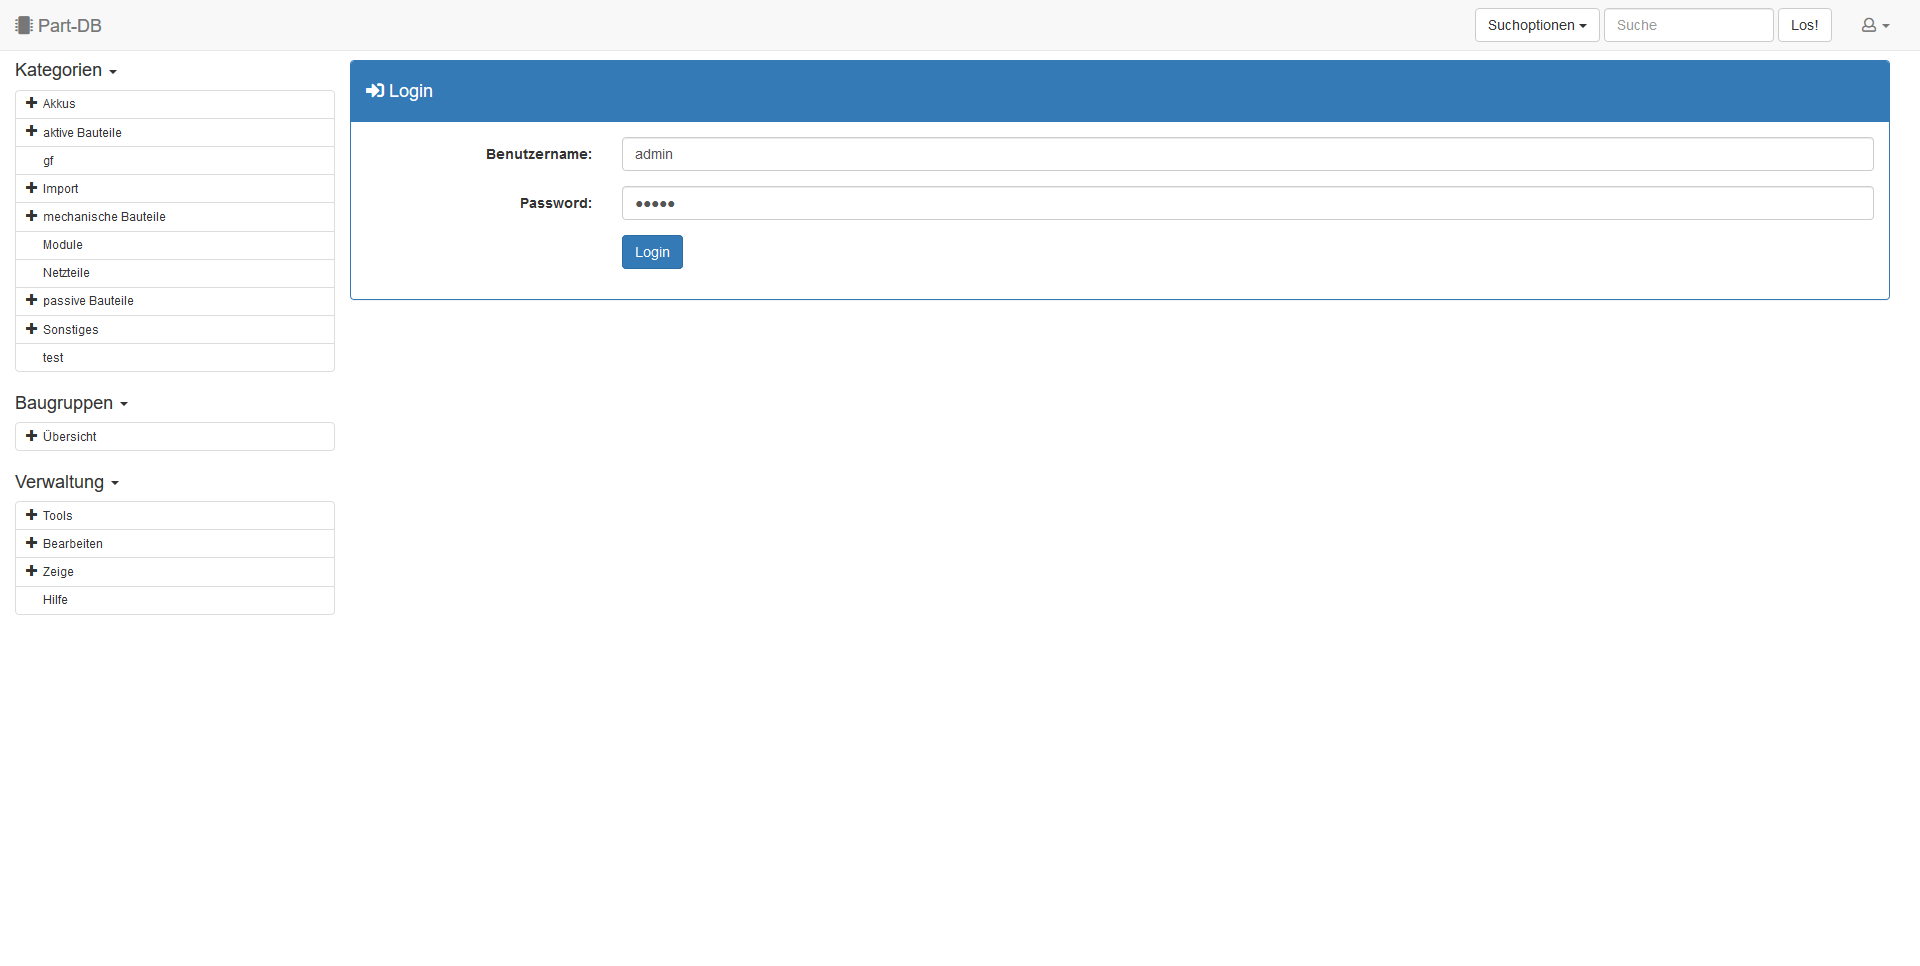 Part-DB
Suchoptionen
Suche
Los!
Kategorien
Akkus
aktive Bauteile
gf
Import
mechanische Bauteile
Module
Netzteile
passive Bauteile
Sonstiges
test
Baugruppen
Übersicht
Verwaltung
Tools
Bearbeiten
Zeige
Hilfe
Login
Benutzername: admin
Password: •••••
Login